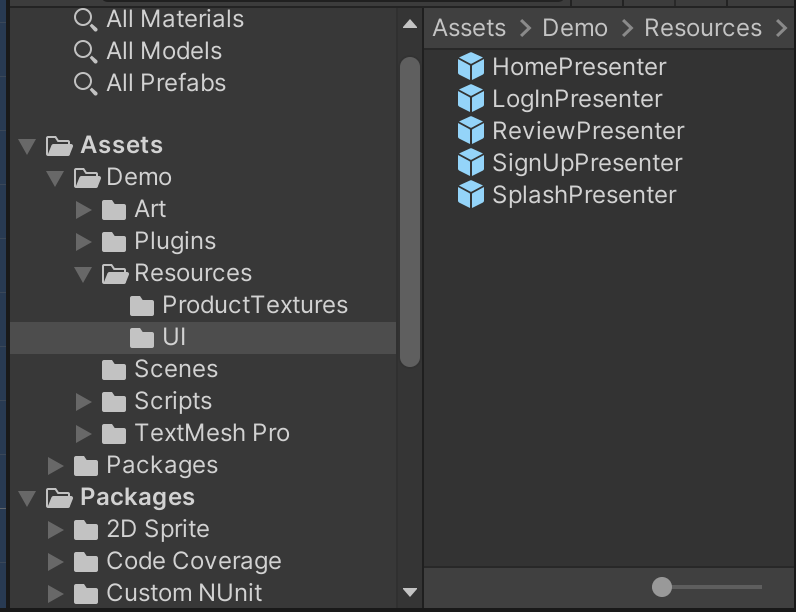 All Materials
All Models
All Prefabs
Assets
Demo
Art
Plugins
Resources
ProductTextures
UI
Scenes
Scripts
TextMesh Pro
Packages
Packages
2D Sprite
Code Coverage
Custom NUnit
Assets > Demo > Resources >
HomePresenter
LogInPresenter
ReviewPresenter
SignUpPresenter
SplashPresenter